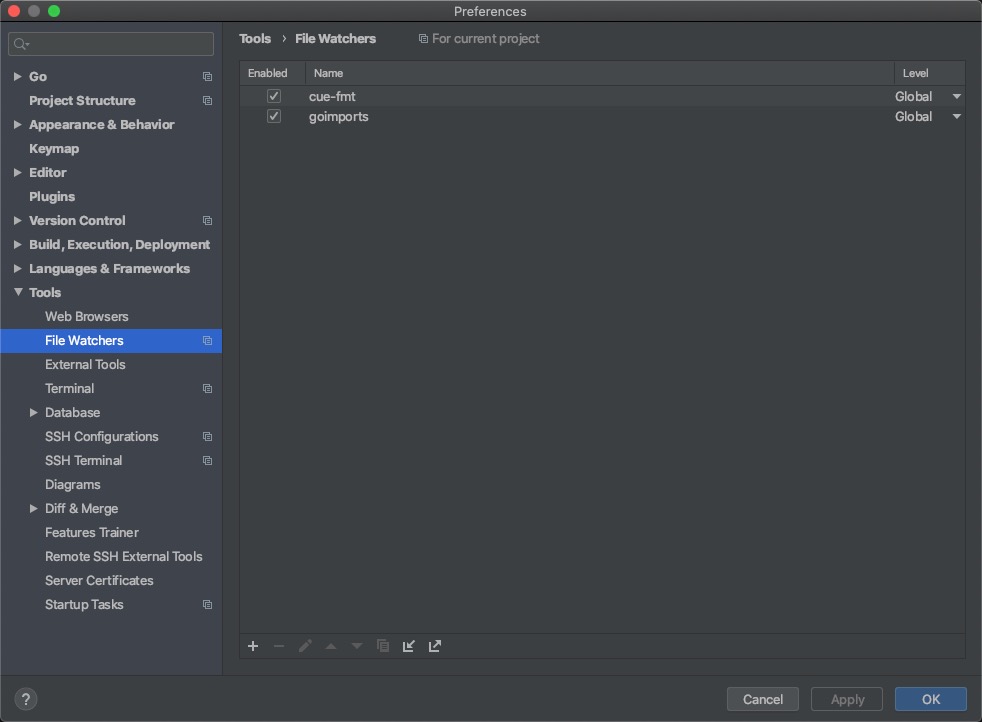 Preferences
Tools › File Watchers For current project
Go
Project Structure
Appearance & Behavior
Keymap
Editor
Plugins
Version Control
Build, Execution, Deployment
Languages & Frameworks
Tools
Web Browsers
File Watchers
External Tools
Terminal
Database
SSH Configurations
SSH Terminal
Diagrams
Diff & Merge
Features Trainer
Remote SSH External Tools
Server Certificates
Startup Tasks
Enabled Name Level
cue-fmt Global
goimports Global
? Cancel Apply OK